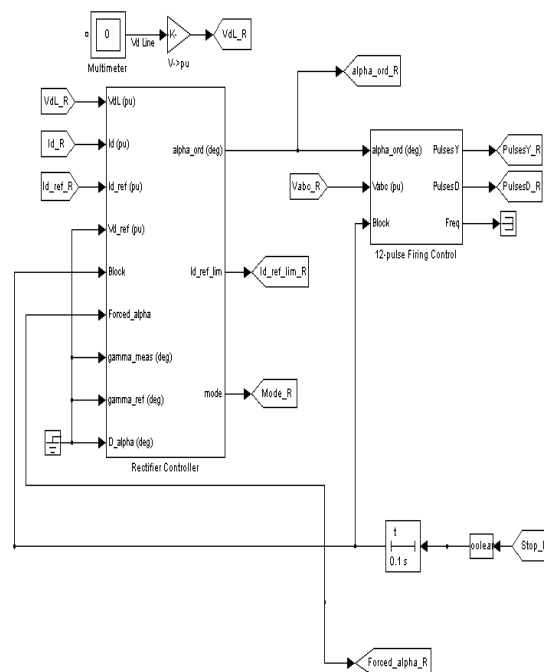 0
Multimeter
Vd Line
K-
V->pu
VdL_R
VdL_R
Id_R
Id_ref_R
VdL (pu)
Id (pu)
Id_ref (pu)
Vd_ref (pu)
Block
Forced_alpha
gamma_meas (deg)
gamma_ref (deg)
D_alpha (deg)
alpha_ord (deg)
Id_ref_lim
mode
Rectifier Controller
alpha_ord_R
Id_ref_lim_R
Mode_R
Vabc_R
alpha_ord (deg)
Vabc (pu)
Block
PulsesY
PulsesD
Freq
12-pulse Firing Control
PulsesY_R
PulsesD_R
t
0.1 s
oolear
Stop_
Forced_alpha_R